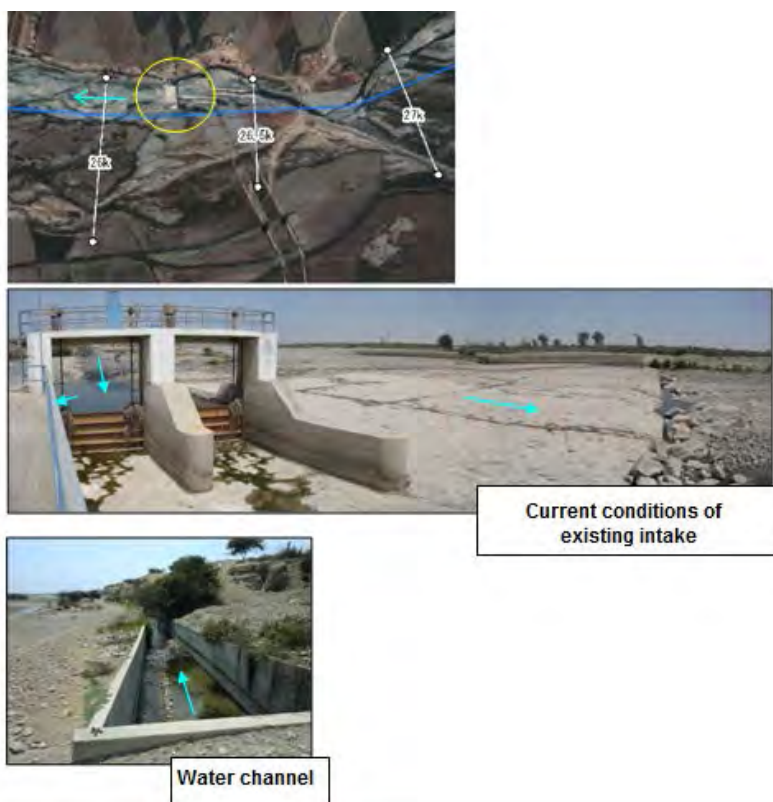 26k
26.5k
27k
Current conditions of
existing intake
Water channel